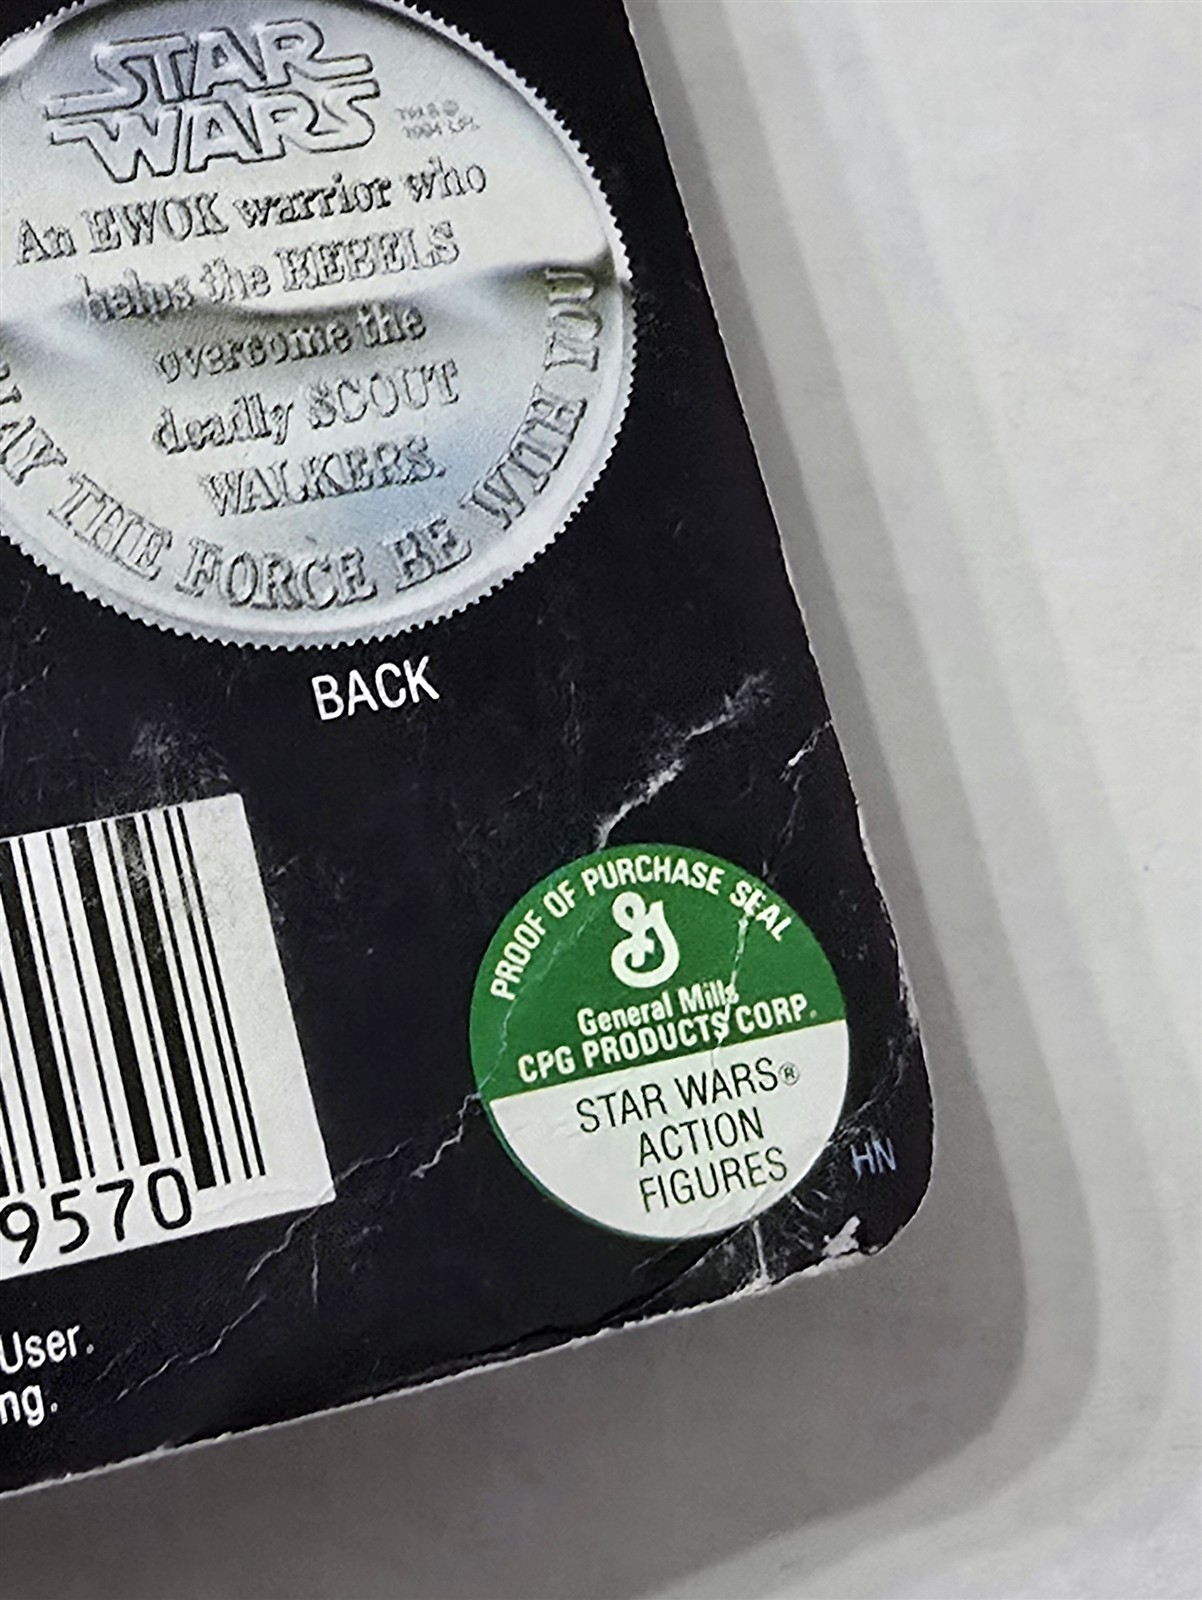 STAR
WARS
An EWOK warrior who
helps the REBELS
overcome the
deadly SCOUT
WALKERS.
MAY THE FORCE BE WITH YOU
BACK
PROOF OF PURCHASE SEAL
General Mills
CPG PRODUCTS CORP.
STAR WARS®
ACTION
FIGURES
HN
9570
User.
ng.